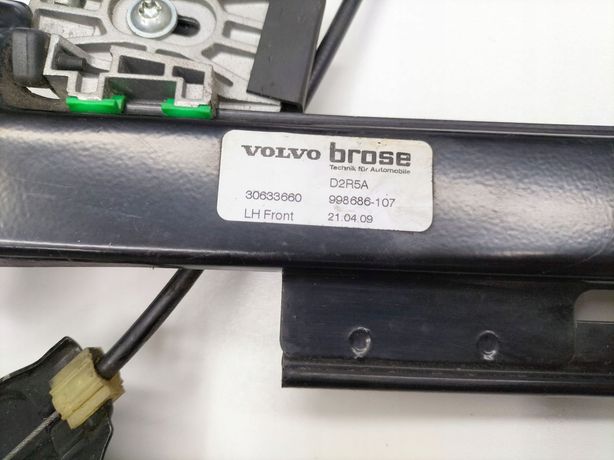 VOLVO brose
Technik für Automobile
D2R5A
30633660 998686-107
LH Front 21.04.09